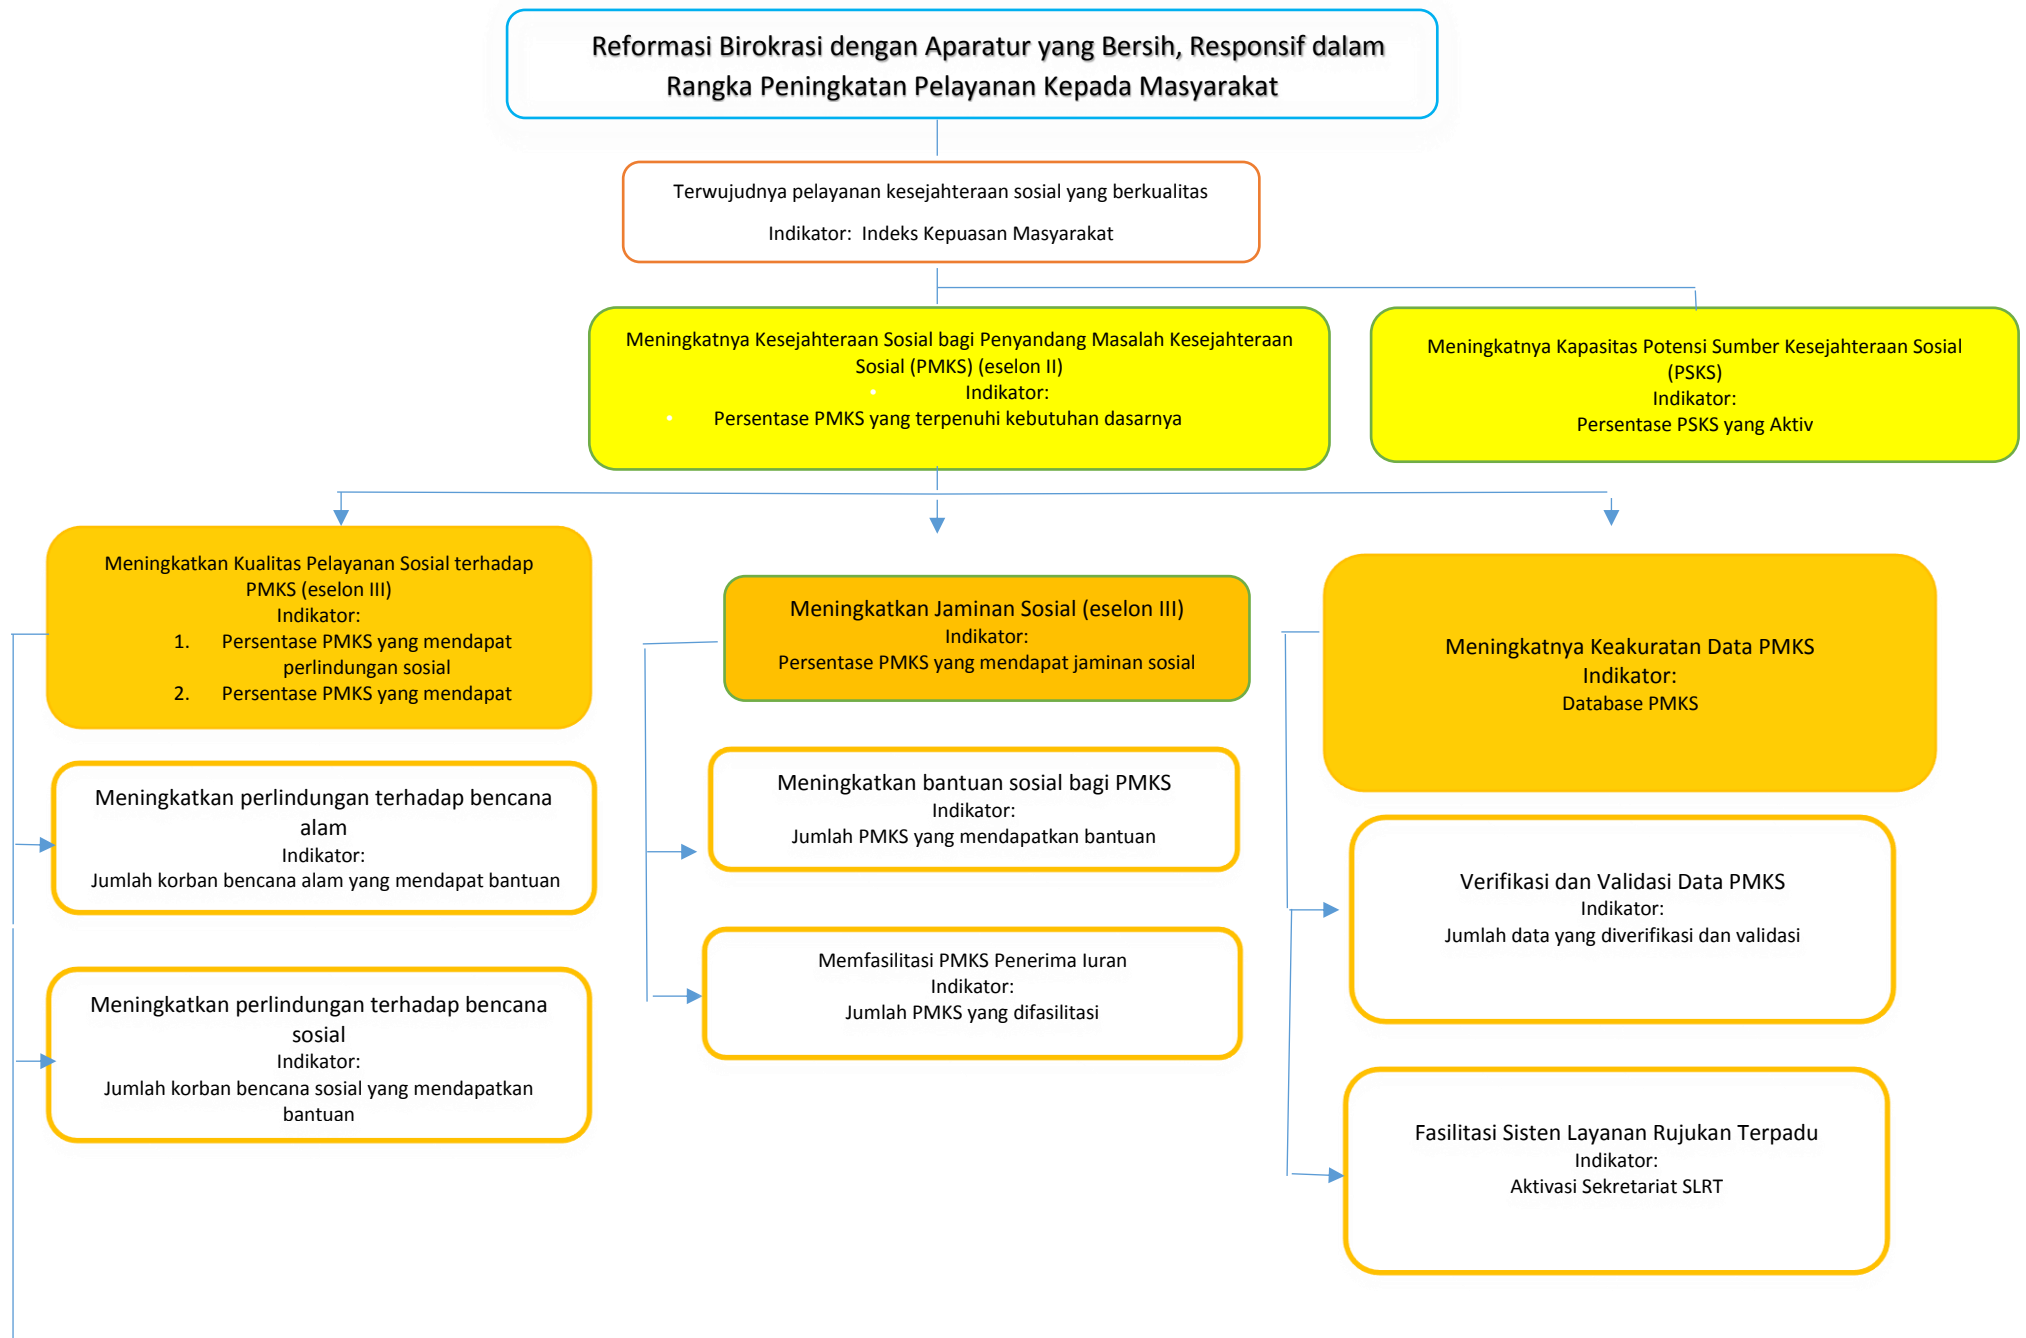 Reformasi Birokrasi dengan Aparatur yang Bersih, Responsif dalam
Rangka Peningkatan Pelayanan Kepada Masyarakat
Terwujudnya pelayanan kesejahteraan sosial yang berkualitas
Indikator: Indeks Kepuasan Masyarakat
Meningkatnya Kesejahteraan Sosial bagi Penyandang Masalah Kesejahteraan
Sosial (PMKS) (eselon II)
• Indikator:
• Persentase PMKS yang terpenuhi kebutuhan dasarnya
Meningkatnya Kapasitas Potensi Sumber Kesejahteraan Sosial
(PSKS)
Indikator:
Persentase PSKS yang Aktiv
Meningkatkan Kualitas Pelayanan Sosial terhadap
PMKS (eselon III)
Indikator:
1. Persentase PMKS yang mendapat
perlindungan sosial
2. Persentase PMKS yang mendapat
Meningkatkan Jaminan Sosial (eselon III)
Indikator:
Persentase PMKS yang mendapat jaminan sosial
Meningkatnya Keakuratan Data PMKS
Indikator:
Database PMKS
Meningkatkan perlindungan terhadap bencana
alam
Indikator:
Jumlah korban bencana alam yang mendapat bantuan
Meningkatkan bantuan sosial bagi PMKS
Indikator:
Jumlah PMKS yang mendapatkan bantuan
Verifikasi dan Validasi Data PMKS
Indikator:
Jumlah data yang diverifikasi dan validasi
Meningkatkan perlindungan terhadap bencana
sosial
Indikator:
Jumlah korban bencana sosial yang mendapatkan
bantuan
Memfasilitasi PMKS Penerima Iuran
Indikator:
Jumlah PMKS yang difasilitasi
Fasilitasi Sisten Layanan Rujukan Terpadu
Indikator:
Aktivasi Sekretariat SLRT